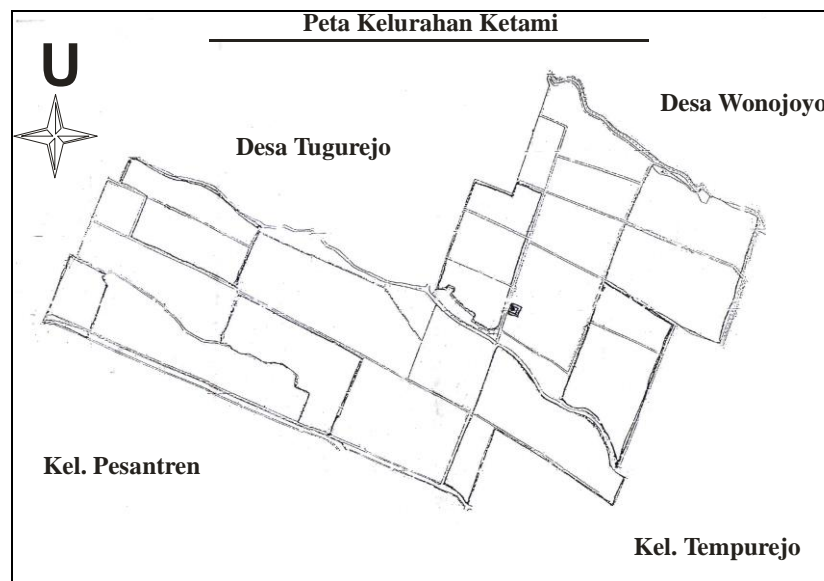 Peta Kelurahan Ketami
U
Desa Wonojoyo
Desa Tugurejo
Kel. Pesantren
Kel. Tempurejo